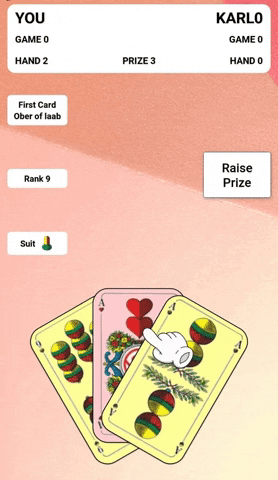 YOU KARL0
GAME 0 GAME 0
HAND 2 PRIZE 3 HAND 0
First Card
Ober of laab
Raise
Prize
Rank 9
Suit
A
A
A